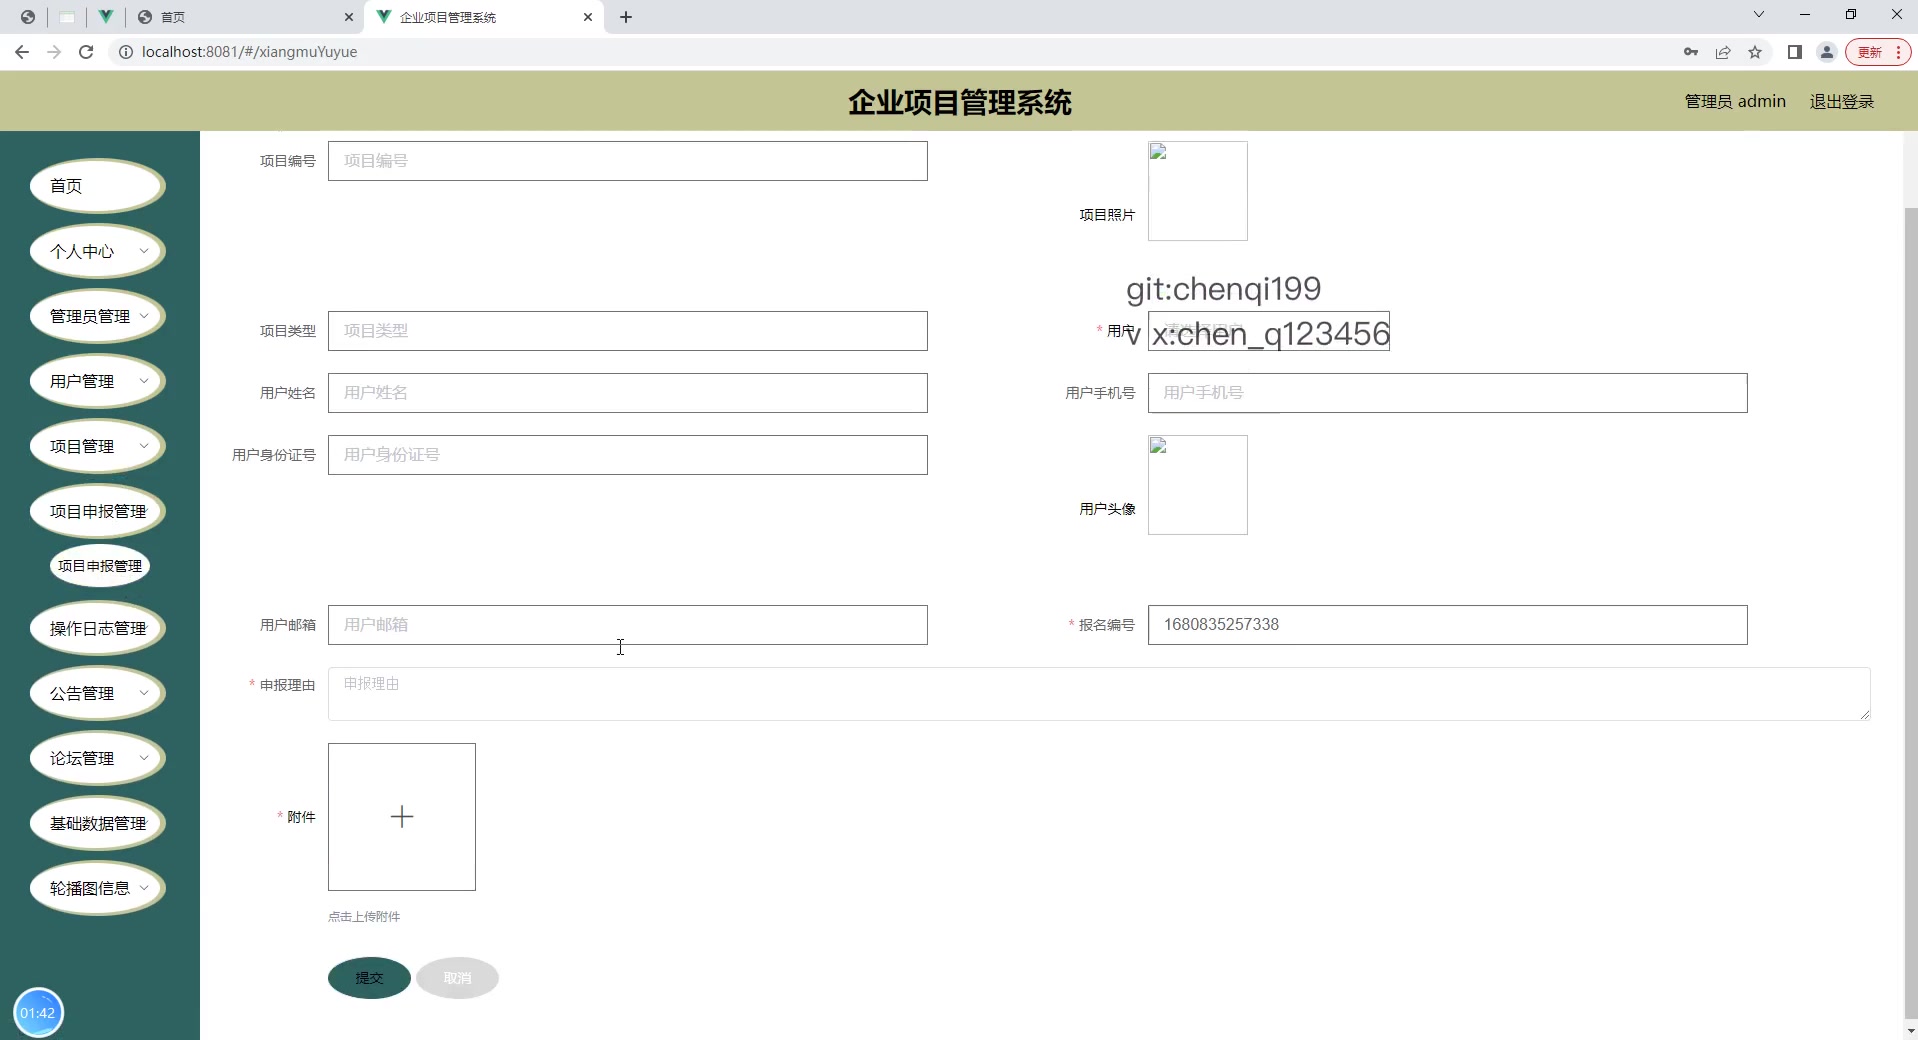 首页
企业项目管理系统
localhost:8081/#/xiangmuYuyue
更新
企业项目管理系统
管理员 admin
退出登录
首页
个人中心
管理员管理
用户管理
项目管理
项目申报管理
项目申报管理
操作日志管理
公告管理
论坛管理
基础数据管理
轮播图信息
01:42
项目编号 项目编号
项目照片
git:chenqi199
项目类型 项目类型
* 用户
v x:chen_q123456
用户姓名 用户姓名
用户手机号 用户手机号
用户身份证号 用户身份证号
用户头像
用户邮箱 用户邮箱
* 报名编号 1680835257338
* 申报理由 申报理由
* 附件
点击上传附件
提交 取消